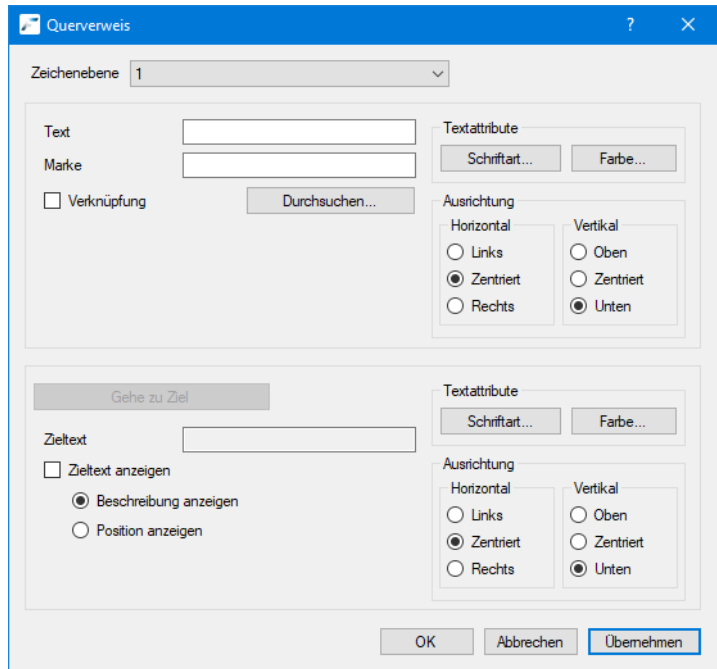 Querverweis ?
Zeichenebene 1
Text
Marke
Verknüpfung Durchsuchen...
Textattribute
Schriftart... Farbe...
Ausrichtung
Horizontal Vertikal
Links Oben
Zentriert Zentriert
Rechts Unten
Gehe zu Ziel
Zieltext
Zieltext anzeigen
Beschreibung anzeigen
Position anzeigen
Textattribute
Schriftart... Farbe...
Ausrichtung
Horizontal Vertikal
Links Oben
Zentriert Zentriert
Rechts Unten
OK Abbrechen Übernehmen